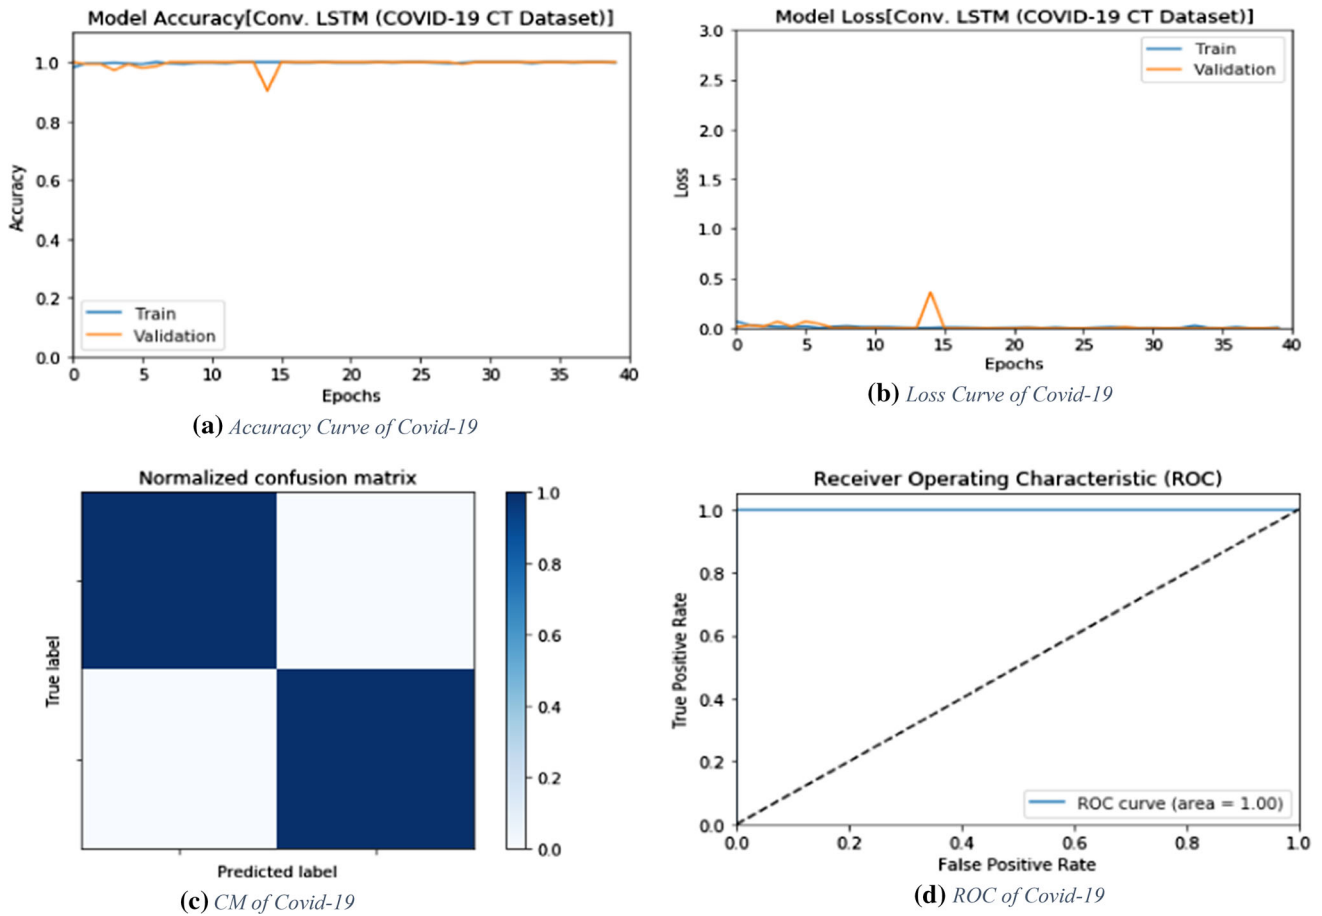 Model Accuracy[Conv. LSTM (COVID-19 CT Dataset)]
1.0
0.8
0.6
0.4
0.2
0.0
Accuracy
Train
Validation
0 5 10 15 20 25 30 35 40
Epochs
(a) Accuracy Curve of Covid-19
Model Loss[Conv. LSTM (COVID-19 CT Dataset)]
3.0
2.5
2.0
1.5
1.0
0.5
0.0
Loss
Train
Validation
0 5 10 15 20 25 30 35 40
Epochs
(b) Loss Curve of Covid-19
Normalized confusion matrix
True label
Predicted label
1.0
0.8
0.6
0.4
0.2
0.0
(c) CM of Covid-19
Receiver Operating Characteristic (ROC)
1.0
0.8
0.6
0.4
0.2
0.0
True Positive Rate
ROC curve (area = 1.00)
0.0 0.2 0.4 0.6 0.8 1.0
False Positive Rate
(d) ROC of Covid-19